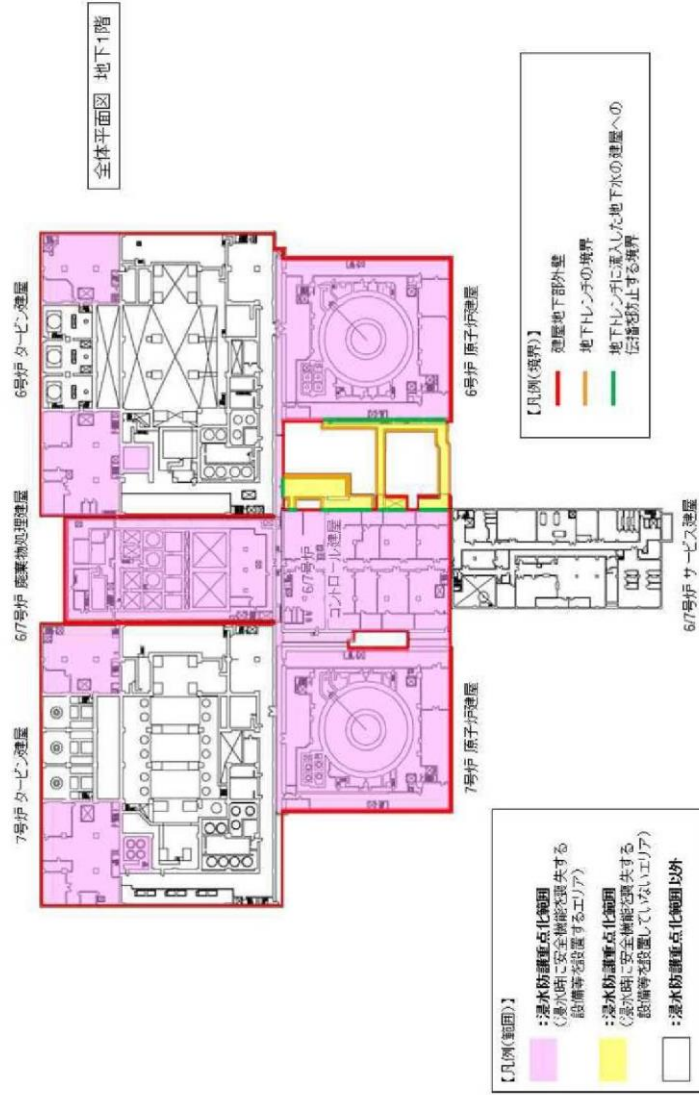 全体平面図 地下1階
7号炉 タービン建屋
6/7号炉 廃棄物処理建屋
6号炉 タービン建屋
6/7号炉
コントロール建屋
7号炉 原子炉建屋
6号炉 原子炉建屋
6/7号炉 サービス建屋
【凡例(範囲)】
:浸水防護重点化範囲
(浸水時に安全機能を喪失する
設備等を設置するエリア)
:浸水防護重点化範囲
(浸水時に安全機能を喪失する
設備等を設置していないエリア)
:浸水防護重点化範囲以外
【凡例(境界)】
建屋地下部外壁
地下トレンチの境界
地下トレンチに流入した地下水の建屋への
伝播を防止する境界